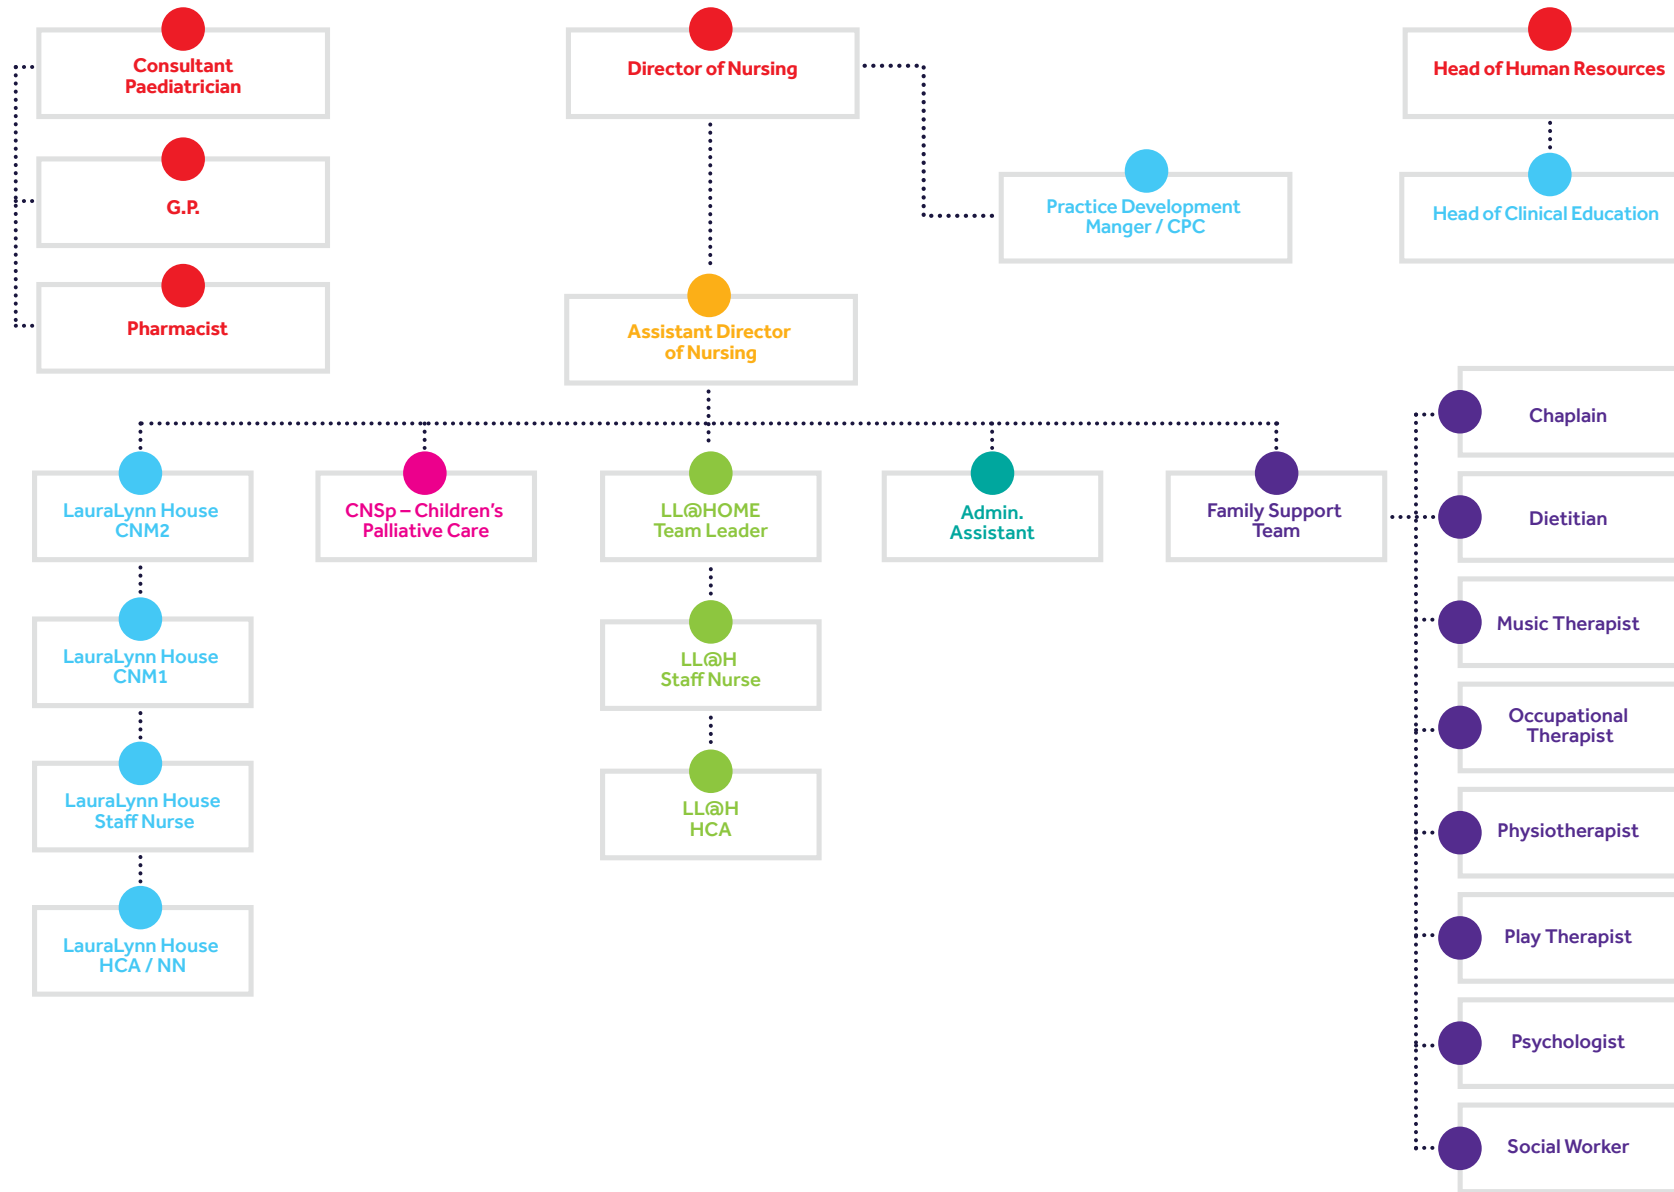 Consultant
Paediatrician
Director of Nursing
Head of Human Resources
G.P.
Practice Development
Manger / CPC
Head of Clinical Education
Pharmacist
Assistant Director
of Nursing
LauraLynn House
CNM2
CNSp – Children’s
Palliative Care
LL@HOME
Team Leader
Admin.
Assistant
Family Support
Team
LauraLynn House
CNM1
LL@H
Staff Nurse
LauraLynn House
Staff Nurse
LL@H
HCA
LauraLynn House
HCA / NN
Chaplain
Dietitian
Music Therapist
Occupational
Therapist
Physiotherapist
Play Therapist
Psychologist
Social Worker